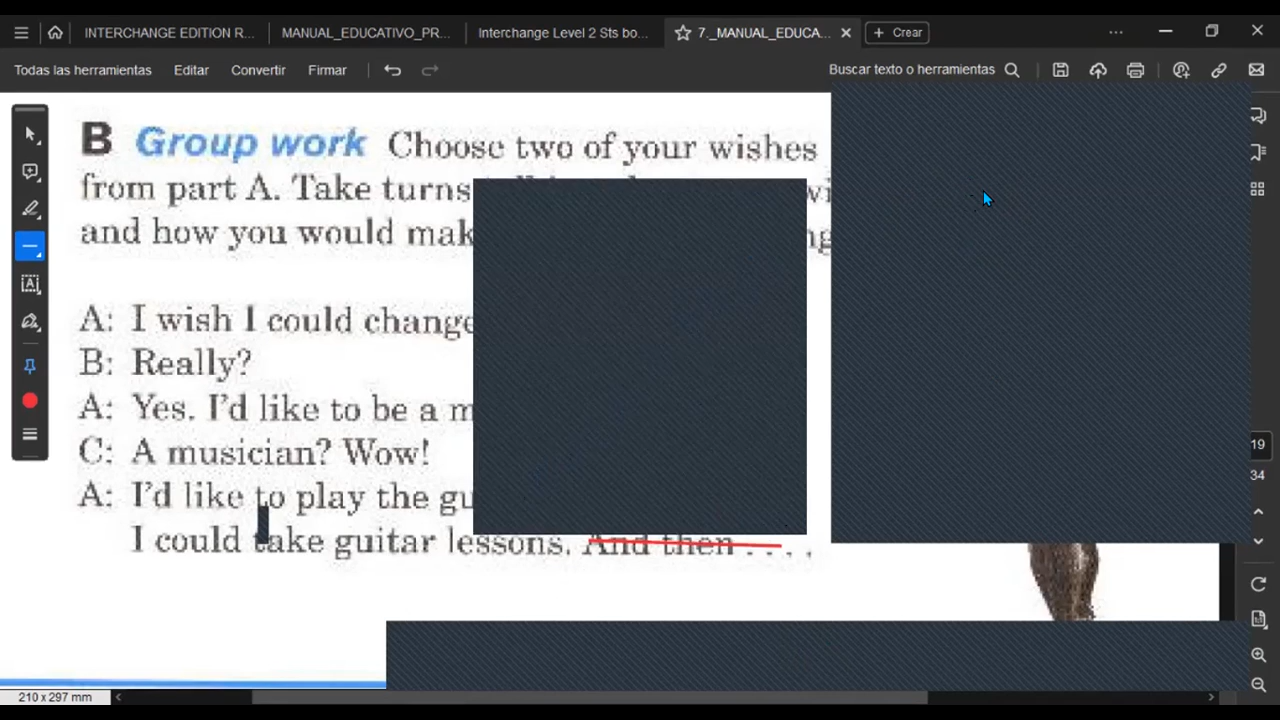 INTERCHANGE EDITION R...
MANUAL_EDUCATIVO_PR...
Interchange Level 2 Sts bo...
7._MANUAL_EDUCA...
Crear
Todas las herramientas
Editar
Convertir
Firmar
Buscar texto o herramientas
B Group work Choose two of your wishes
from part A. Take turns
and how you would mak
A: I wish I could change
B: Really?
A: Yes. I'd like to be a m
C: A musician? Wow!
A: I'd like to play the gu
I could take guitar lessons. And then . . . .
19
34
210 x 297 mm